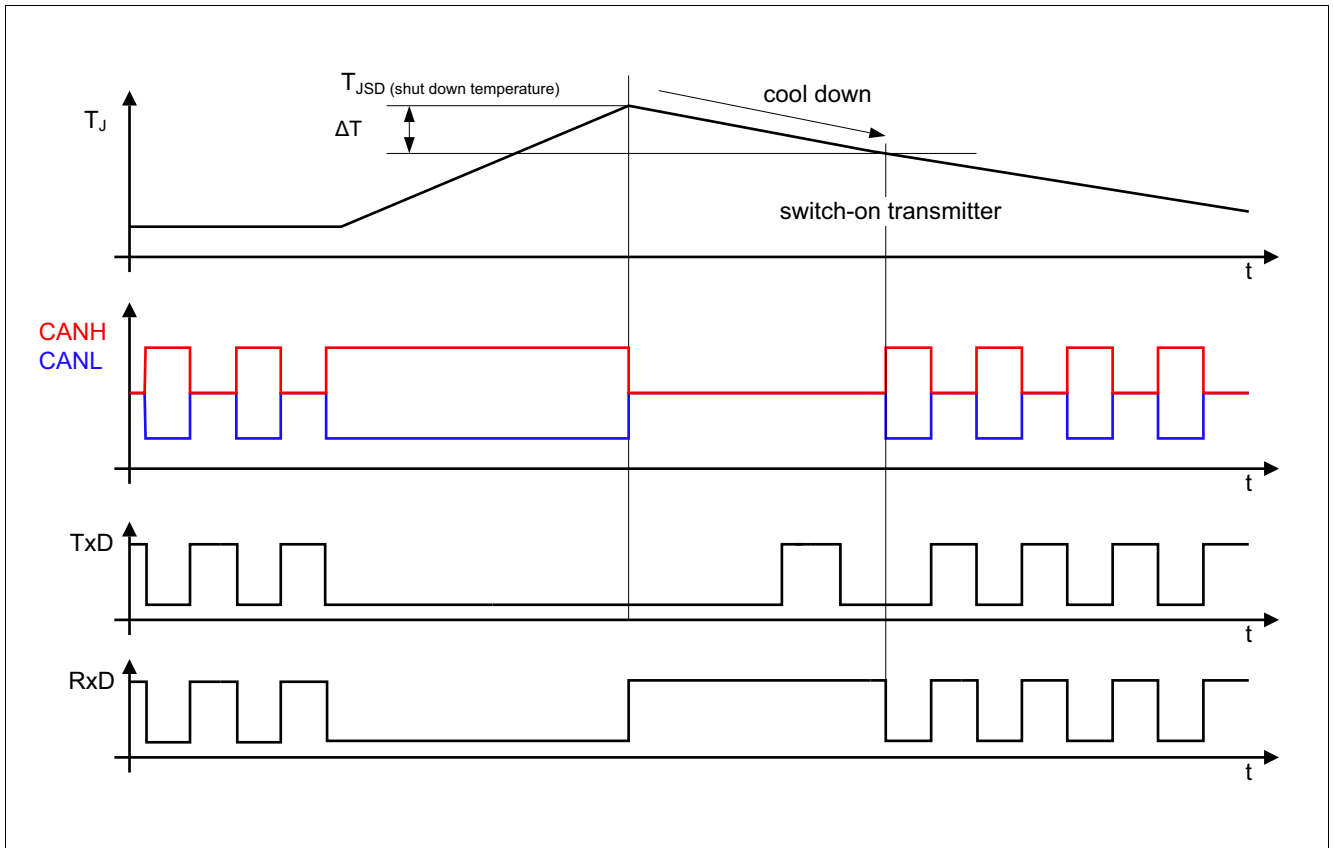 T_JSD (shut down temperature)
cool down
T_J
ΔT
switch-on transmitter
t
CANH
CANL
t
TxD
t
RxD
t